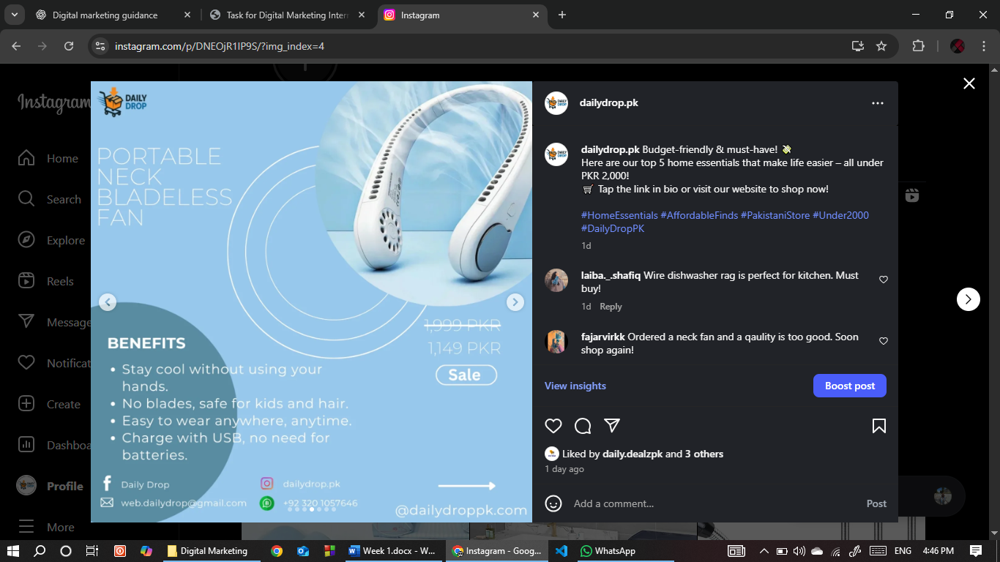 Digital marketing guidance
Task for Digital Marketing Inter
Instagram
instagram.com/p/DNEOjR1IP9S/?img_index=4
Instagram
Home
Search
Explore
Reels
Message
Notificat
Create
Dashboa
Profile
More
DAILY
DROP
PORTABLE
NECK
BLADELESS
FAN
1,999 PKR
1,149 PKR
Sale
BENEFITS
• Stay cool without using your
hands.
• No blades, safe for kids and hair.
• Easy to wear anywhere, anytime.
• Charge with USB, no need for
batteries.
Daily Drop
dailydrop.pk
web.dailydrop@gmail.com
+92 320 1057646
@dailydroppk.com
dailydrop.pk
dailydrop.pk Budget-friendly & must-have! 💸
Here are our top 5 home essentials that make life easier – all under
PKR 2,000!
🛒 Tap the link in bio or visit our website to shop now!
#HomeEssentials #AffordableFinds #PakistaniStore #Under2000
#DailyDropPK
1d
laiba._.shafiq Wire dishwasher rag is perfect for kitchen. Must
buy!
1d Reply
fajarvirkk Ordered a neck fan and a qaulity is too good. Soon
shop again!
View insights
Boost post
Liked by daily.dealzpk and 3 others
1 day ago
Add a comment...
Post
Digital Marketing
Week 1.docx - W...
Instagram - Goog...
WhatsApp
ENG
4:46 PM